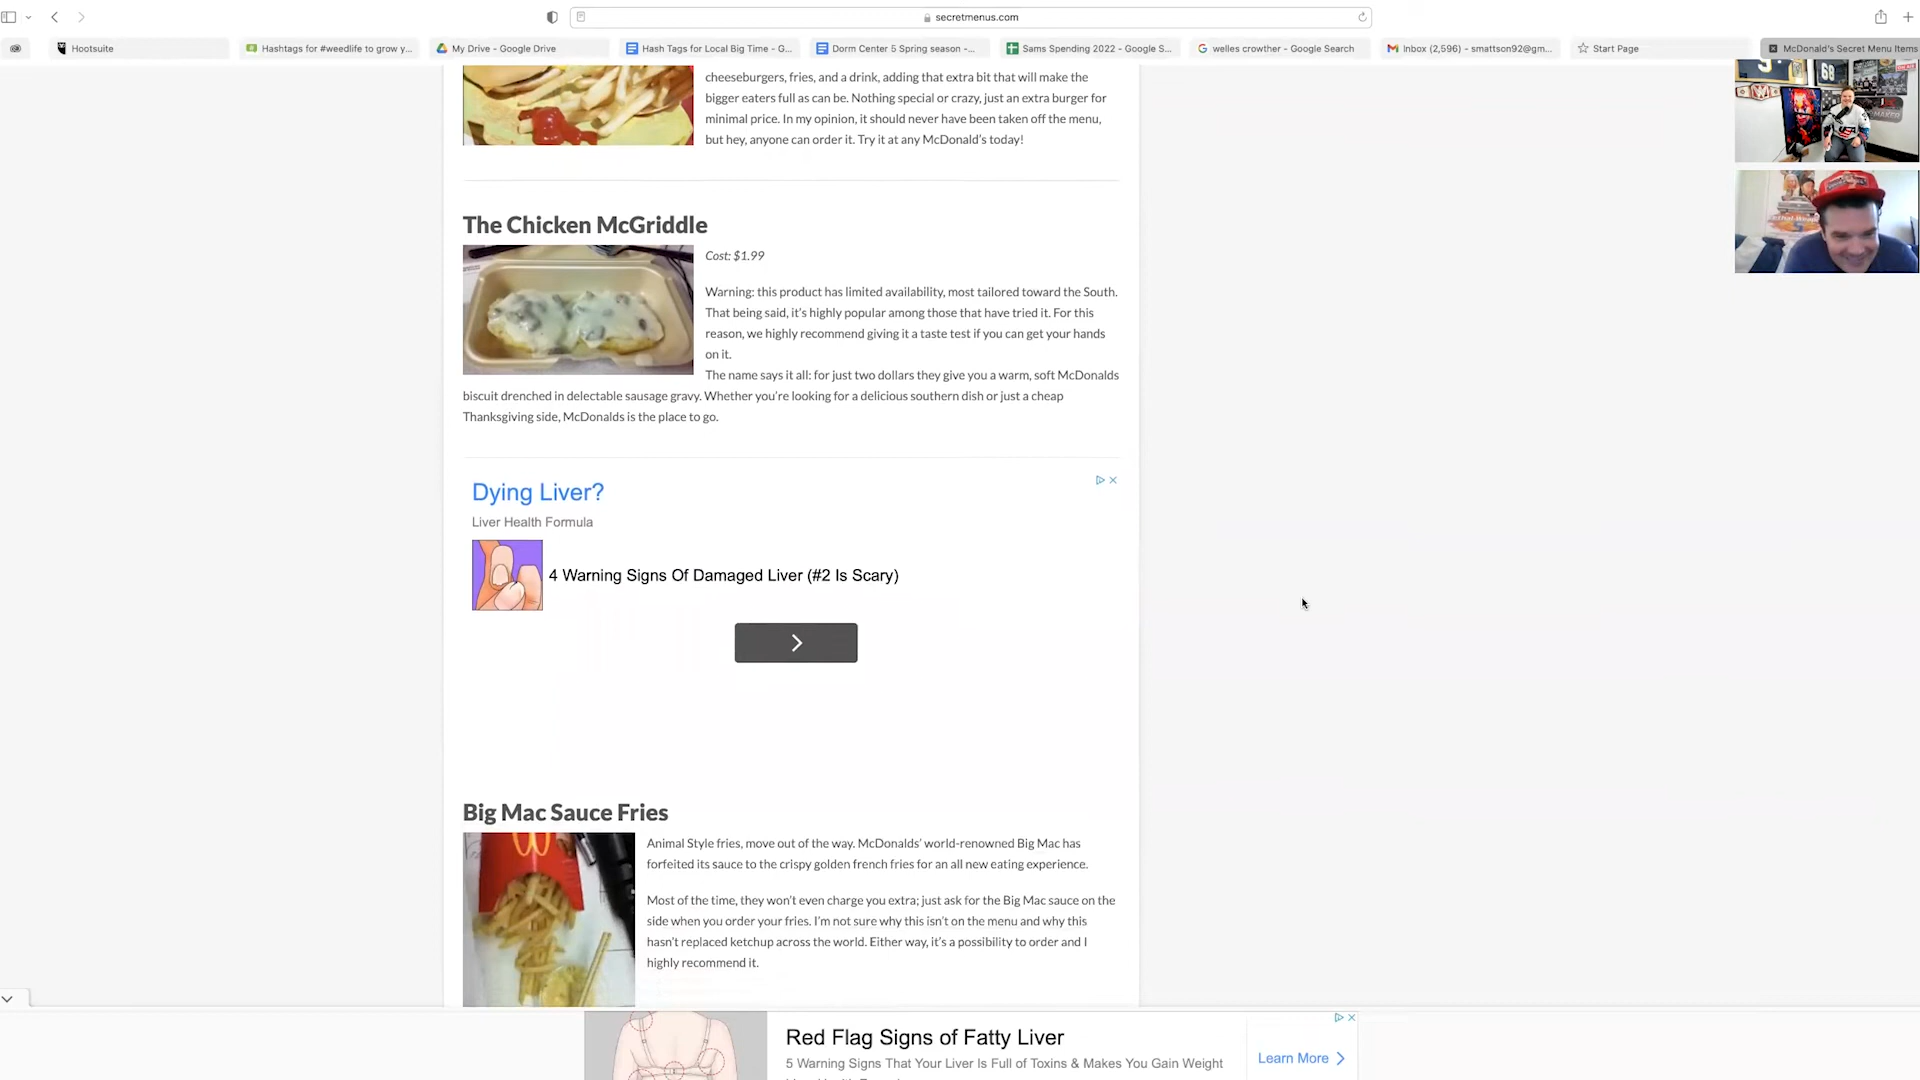 secretmenus.com
Hootsuite
Hashtags for #weedlife to grow y...
My Drive - Google Drive
Hash Tags for Local Big Time - G...
Dorm Center 5 Spring season -...
Sams Spending 2022 - Google S...
welles crowther - Google Search
Inbox (2,596) - smattson92@gm...
Start Page
McDonald's Secret Menu Items
cheeseburgers, fries, and a drink, adding that extra bit that will make the
bigger eaters full as can be. Nothing special or crazy, just an extra burger for
minimal price. In my opinion, it should never have been taken off the menu,
but hey, anyone can order it. Try it at any McDonald's today!
The Chicken McGriddle
Cost: $1.99
Warning: this product has limited availability, most tailored toward the South.
That being said, it's highly popular among those that have tried it. For this
reason, we highly recommend giving it a taste test if you can get your hands
on it.
The name says it all: for just two dollars they give you a warm, soft McDonalds
biscuit drenched in delectable sausage gravy. Whether you're looking for a delicious southern dish or just a cheap
Thanksgiving side, McDonalds is the place to go.
Dying Liver?
Liver Health Formula
4 Warning Signs Of Damaged Liver (#2 Is Scary)
Big Mac Sauce Fries
Animal Style fries, move out of the way. McDonalds' world-renowned Big Mac has
forfeited its sauce to the crispy golden french fries for an all new eating experience.
Most of the time, they won't even charge you extra; just ask for the Big Mac sauce on the
side when you order your fries. I'm not sure why this isn't on the menu and why this
hasn't replaced ketchup across the world. Either way, it's a possibility to order and I
highly recommend it.
Red Flag Signs of Fatty Liver
5 Warning Signs That Your Liver Is Full of Toxins & Makes You Gain Weight
Learn More